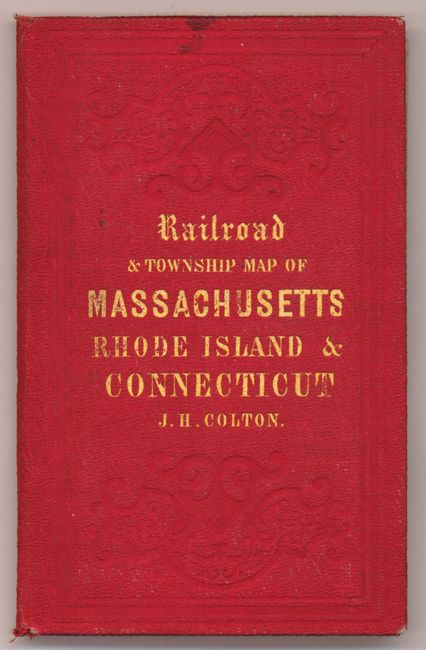 Railroad
& TOWNSHIP MAP OF
MASSACHUSETTS
RHODE ISLAND &
CONNECTICUT
J. H. COLTON.